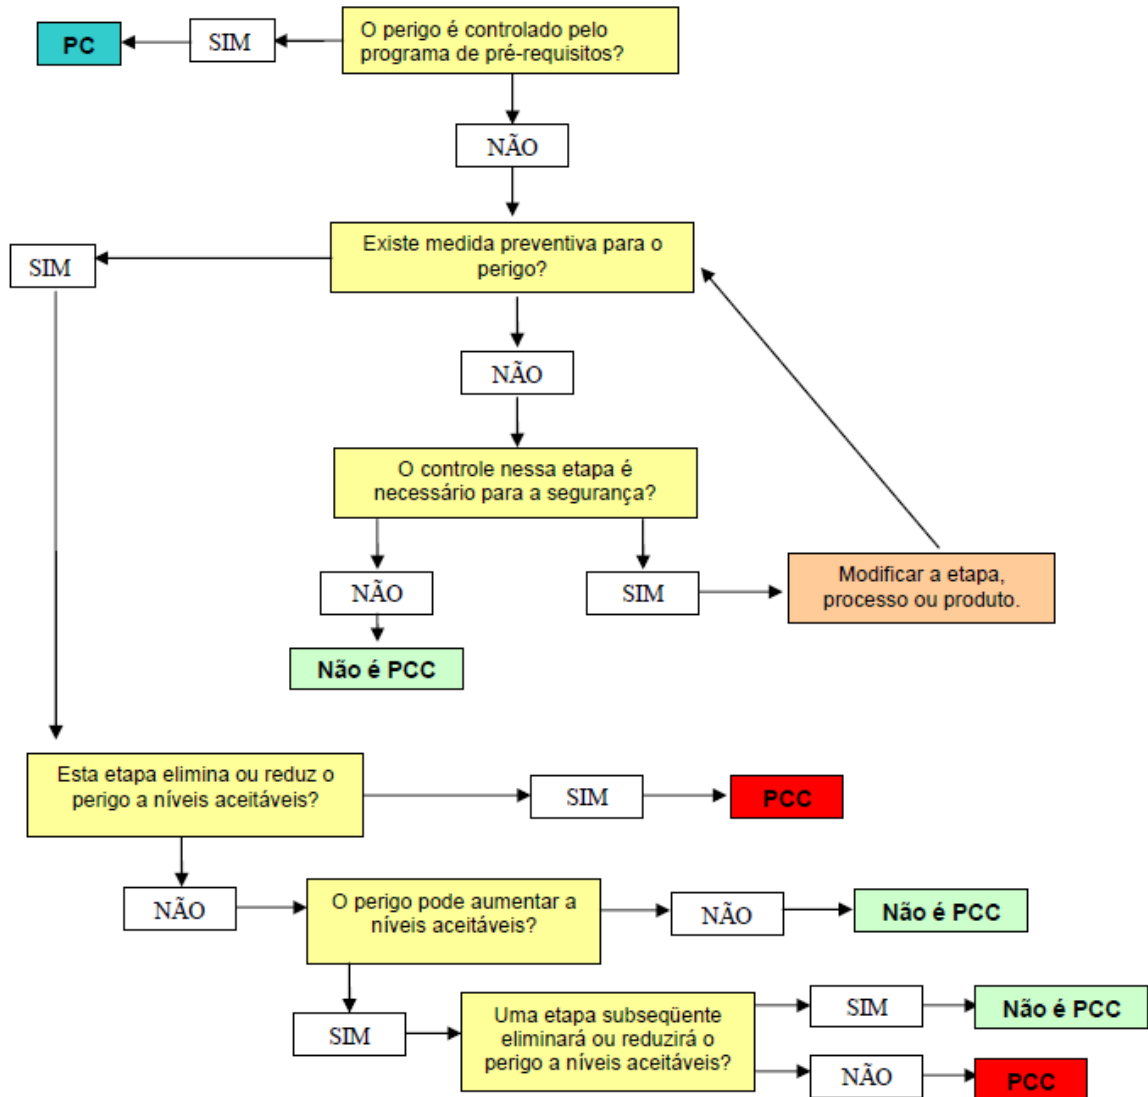 PC
SIM
O perigo é controlado pelo
programa de pré-requisitos?
NÃO
Existe medida preventiva para o
perigo?
SIM
NÃO
O controle nessa etapa é
necessário para a segurança?
NÃO
SIM
Modificar a etapa,
processo ou produto.
Não é PCC
Esta etapa elimina ou reduz o
perigo a níveis aceitáveis?
SIM
PCC
NÃO
O perigo pode aumentar a
níveis aceitáveis?
NÃO
Não é PCC
SIM
Uma etapa subseqüente
eliminará ou reduzirá o
perigo a níveis aceitáveis?
SIM
Não é PCC
NÃO
PCC